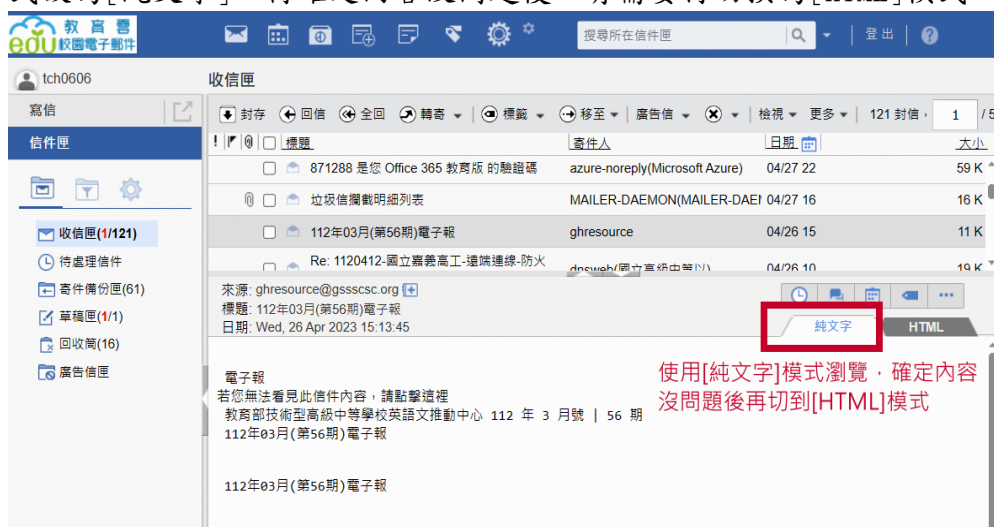 教育雲
edu校園電子郵件
搜尋所在信件匣
登出
tch0606
收信匣
寫信
封存 回信 全回 轉寄 標籤 移至 廣告信 檢視 更多 121 封信, 1 / 5
信件匣
! 標題 寄件人 日期 大小
871288 是您 Office 365 教育版 的驗證碼 azure-noreply(Microsoft Azure) 04/27 22 59 K
垃圾信攔截明細列表 MAILER-DAEMON(MAILER-DAE 04/27 16 16 K
收信匣(1/121)
112年03月(第56期)電子報 ghresource 04/26 15 11 K
待處理信件
Re: 1120412-國立嘉義高工-遠端連線-防火 04/26 10 19 K
寄件備份匣(61)
來源: ghresource@gssscsc.org
草稿匣(1/1)
標題: 112年03月(第56期)電子報
回收筒(16)
日期: Wed, 26 Apr 2023 15:13:45
純文字 HTML
廣告信匣
使用[純文字]模式瀏覽，確定內容
沒問題後再切到[HTML]模式
電子報
若您無法看見此信件內容，請點擊這裡
教育部技術型高級中等學校英語文推動中心 112 年 3 月號 | 56 期
112年03月(第56期)電子報
112年03月(第56期)電子報